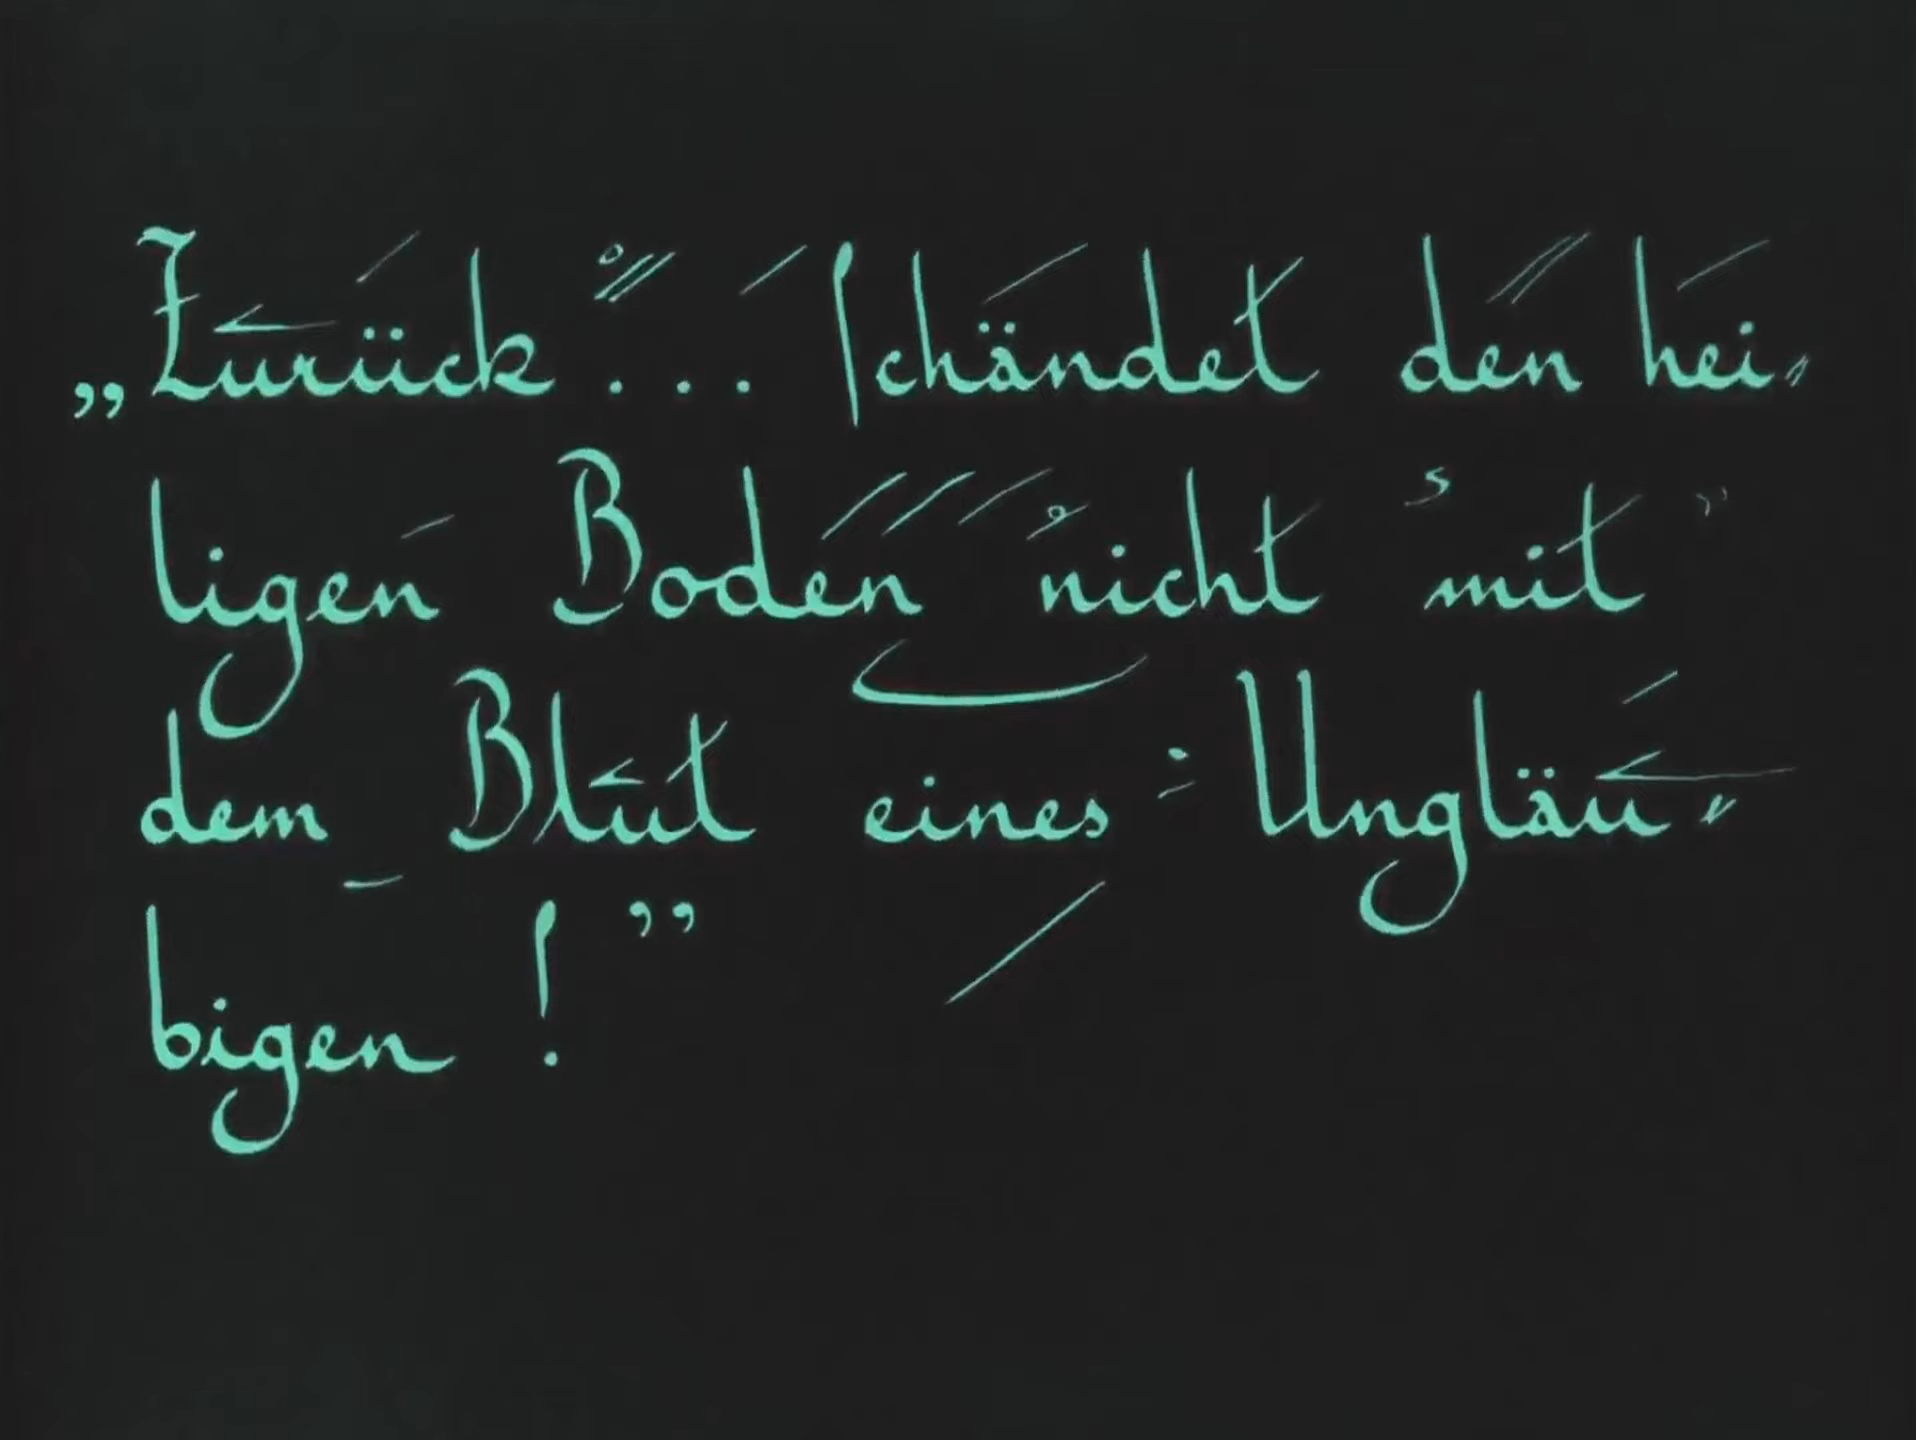 „Zurück... schändet den hei-
ligen Boden nicht mit
dem Blut eines Ungläu-
bigen!”